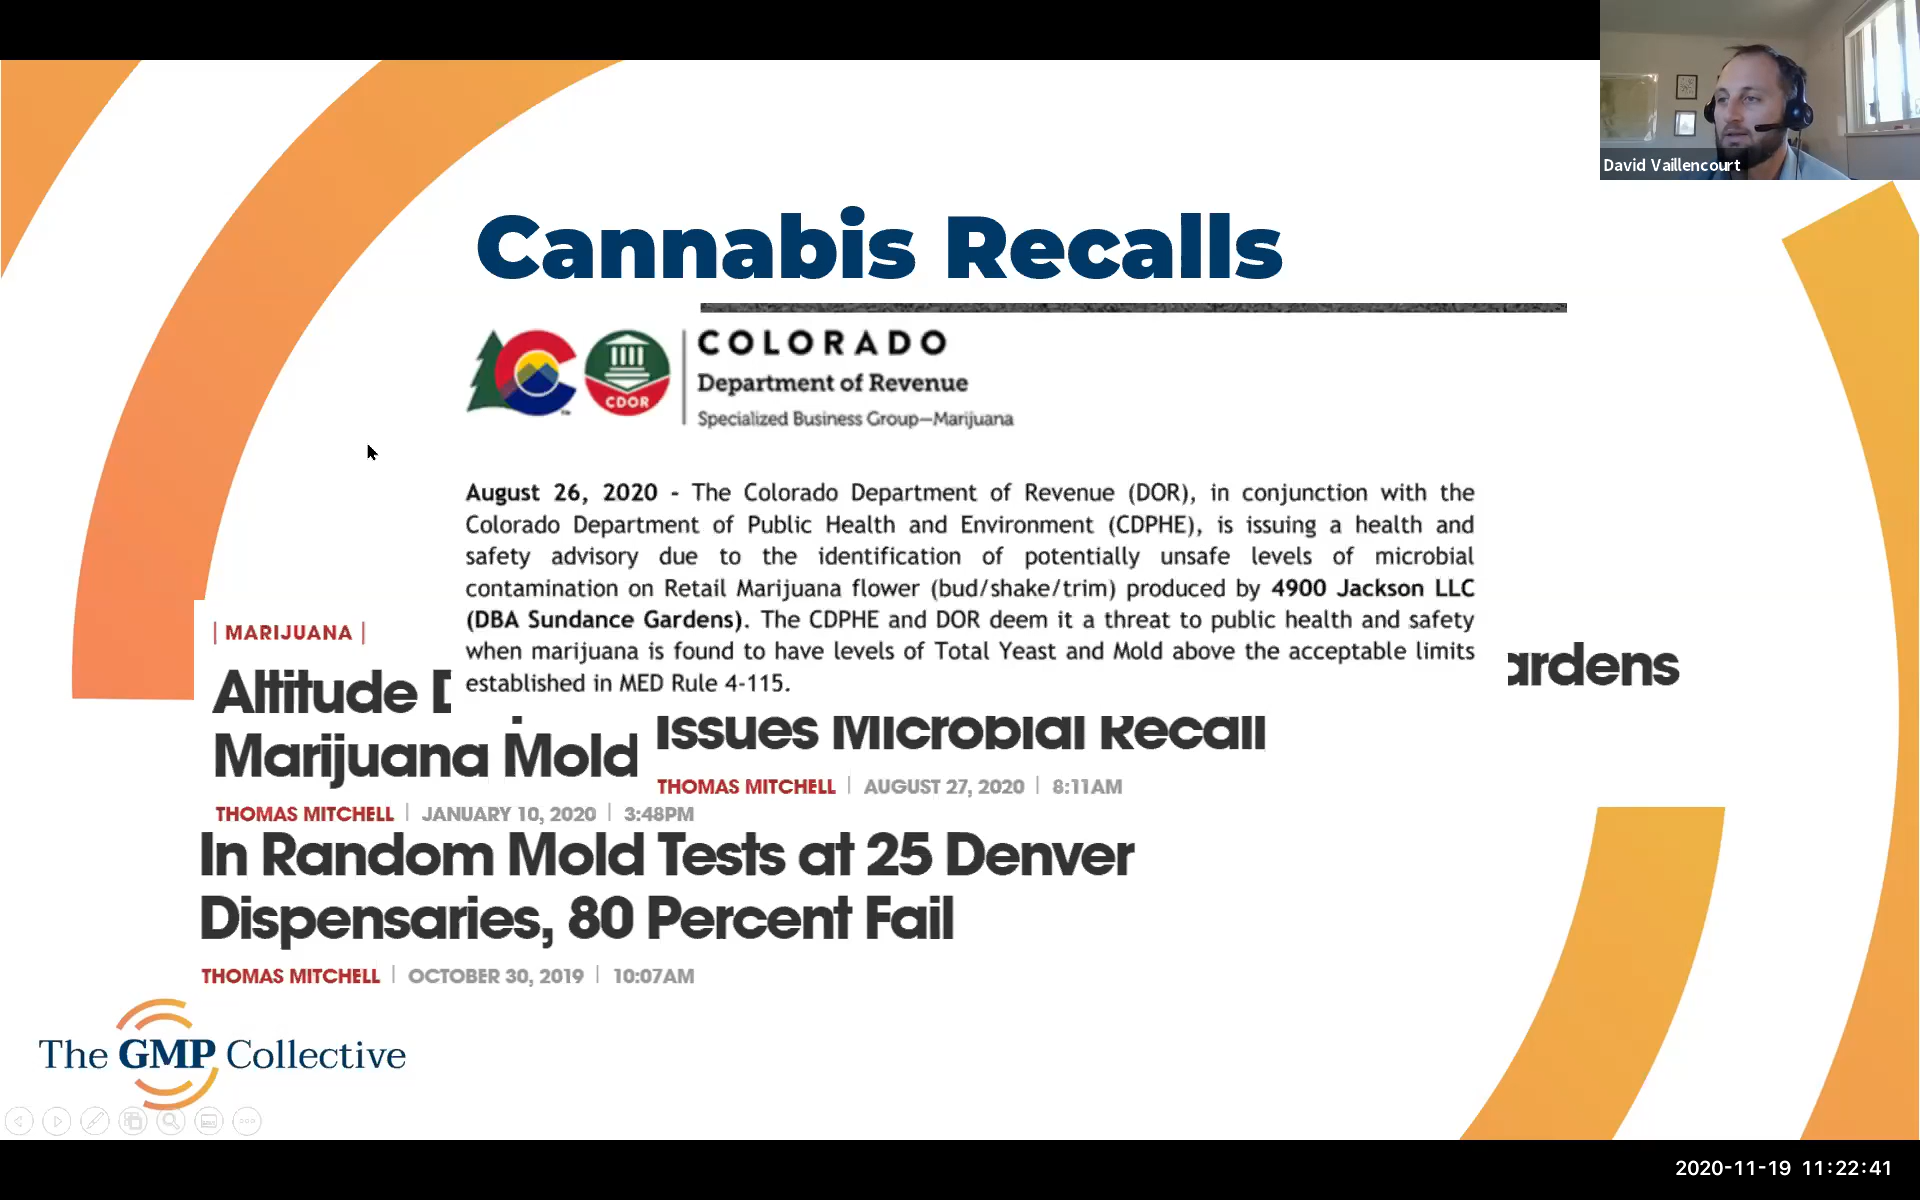 David Vaillencourt
Cannabis Recalls
COLORADO
Department of Revenue
Specialized Business Group—Marijuana
CDOR
August 26, 2020 - The Colorado Department of Revenue (DOR), in conjunction with the
Colorado Department of Public Health and Environment (CDPHE), is issuing a health and
safety advisory due to the identification of potentially unsafe levels of microbial
contamination on Retail Marijuana flower (bud/shake/trim) produced by 4900 Jackson LLC
(DBA Sundance Gardens). The CDPHE and DOR deem it a threat to public health and safety
when marijuana is found to have levels of Total Yeast and Mold above the acceptable limits
established in MED Rule 4-115.
| MARIJUANA |
Altitude
Marijuana Mold
THOMAS MITCHELL | JANUARY 10, 2020 | 3:48PM
ardens
Issues Microbial Recall
THOMAS MITCHELL | AUGUST 27, 2020 | 8:11AM
In Random Mold Tests at 25 Denver
Dispensaries, 80 Percent Fail
THOMAS MITCHELL | OCTOBER 30, 2019 | 10:07AM
The GMP Collective
2020-11-19 11:22:41